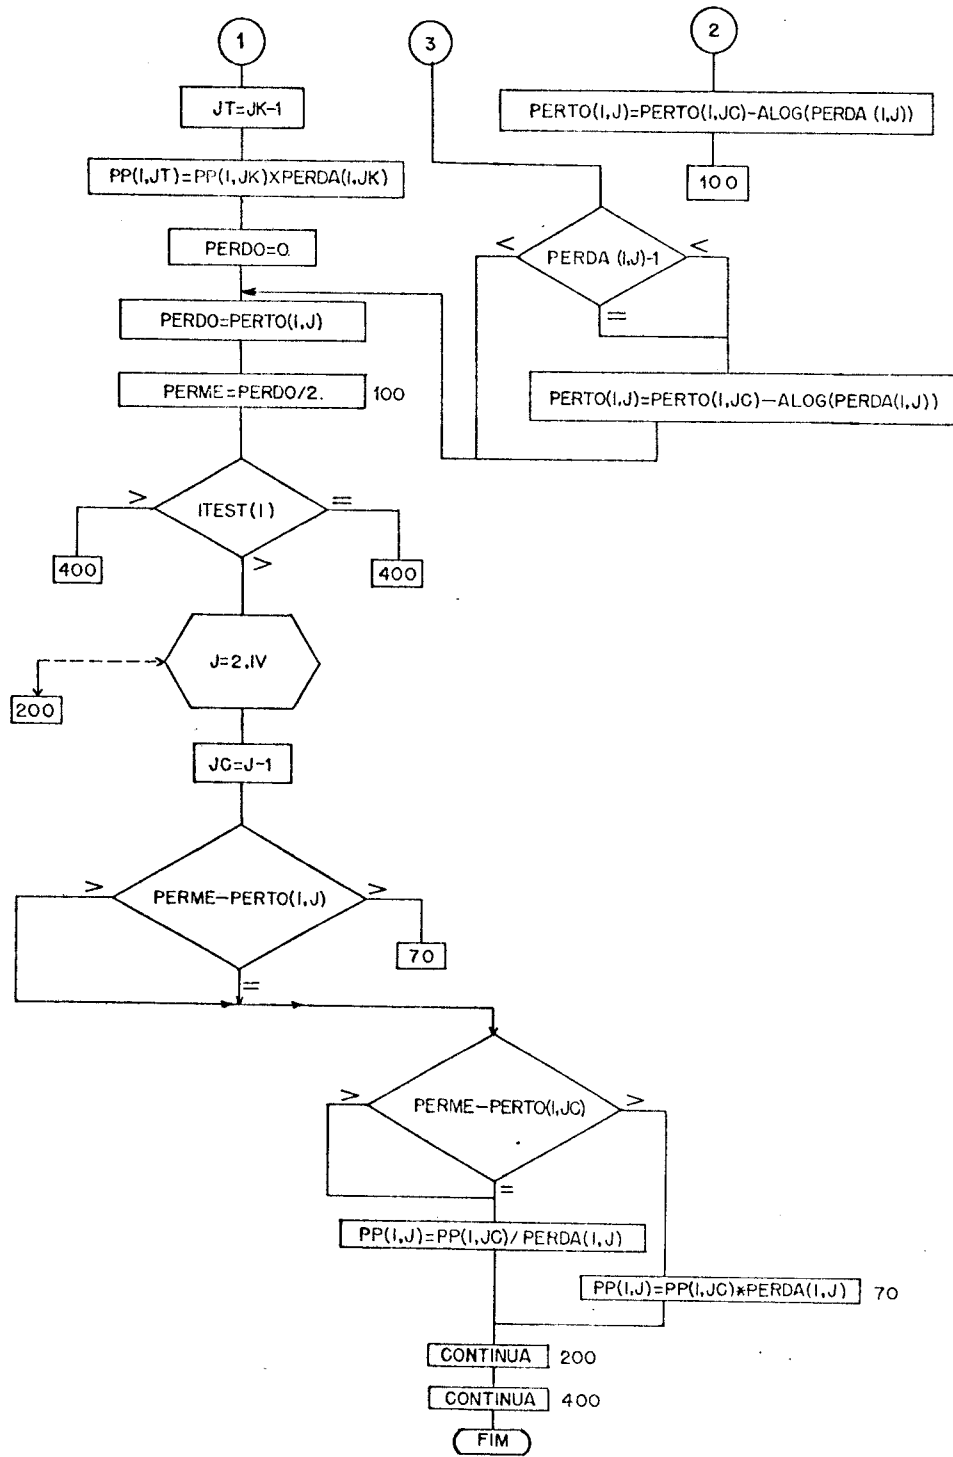 1
3
2
JT=JK-1
PERTO(I,J)=PERTO(I,JC)-ALOG(PERDA (I,J))
PP(I,JT)=PP(I,JK)XPERDA(I,JK)
100
PERDO=0.
< PERDA (I,J)-1 <
=
PERDO=PERTO(I,J)
PERME=PERDO/2. 100
PERTO(I,J)=PERTO(I,JC)-ALOG(PERDA(I,J))
> ITEST(I) =
400
>
400
J=2,IV
200
JC=J-1
> PERME-PERTO(I,J) >
70
=
> PERME-PERTO(I,JC) >
=
PP(I,J)=PP(I,JC)/PERDA(I,J)
PP(I,J)=PP(I,JC)*PERDA(I,J) 70
CONTINUA 200
CONTINUA 400
FIM